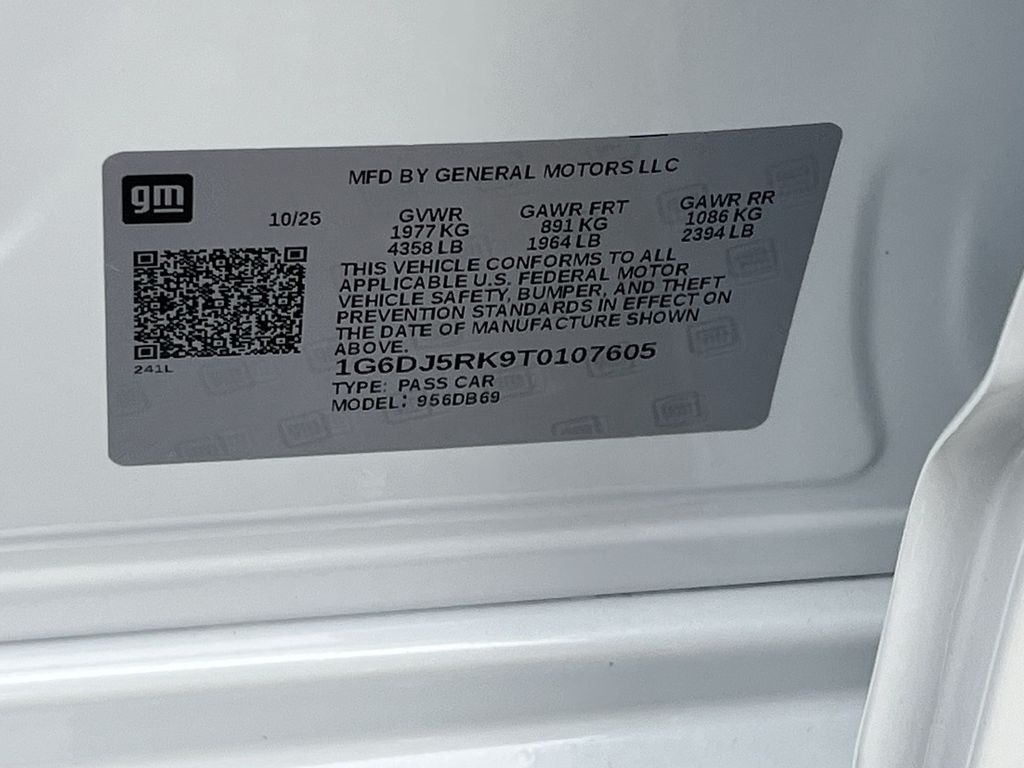 gm
MFD BY GENERAL MOTORS LLC
10/25 GVWR GAWR FRT GAWR RR
1977 KG 891 KG 1086 KG
4358 LB 1964 LB 2394 LB
THIS VEHICLE CONFORMS TO ALL
APPLICABLE U.S. FEDERAL MOTOR
VEHICLE SAFETY, BUMPER, AND THEFT
PREVENTION STANDARDS IN EFFECT ON
THE DATE OF MANUFACTURE SHOWN
ABOVE.
241L
1G6DJ5RK9T0107605
TYPE: PASS CAR
MODEL: 956DB69